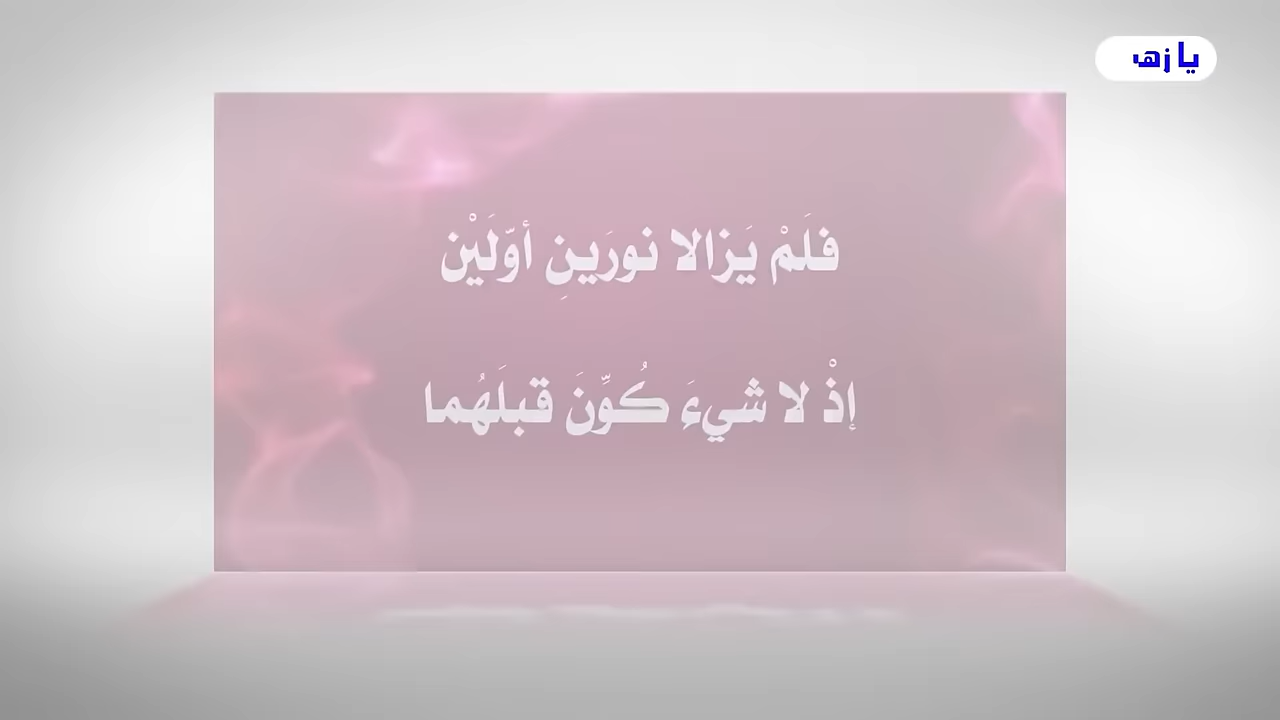 يا زهـ
فلَمْ يَزالا نورَينِ أوّلَيْن
إذْ لا شيءَ كُوِّنَ قبلَهُما